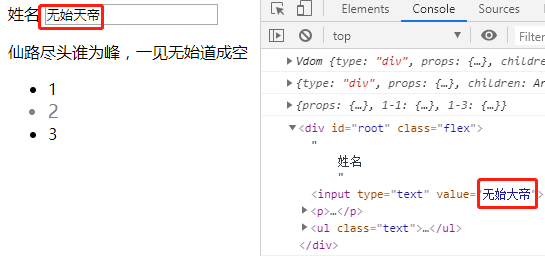 姓名 无始天帝
仙路尽头谁为峰，一见无始道成空
1
2
3
Elements Console Sources
top Filter
Vdom {type: "div", props: {…}, childre
{type: "div", props: {…}, children: Ar
{props: {…}, 1-1: {…}, 1-3: {…}}
<div id="root" class="flex">
"
姓名
"
<input type="text" value="无始大帝">
<p>…</p>
<ul class="text">…</ul>
</div>